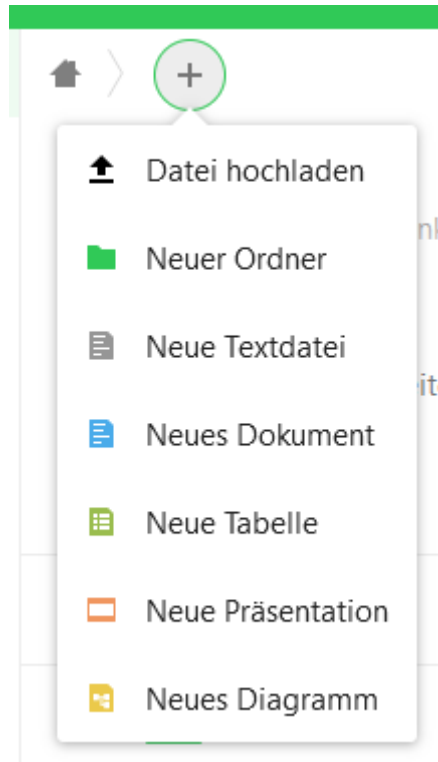 Datei hochladen
Neuer Ordner
Neue Textdatei
Neues Dokument
Neue Tabelle
Neue Präsentation
Neues Diagramm